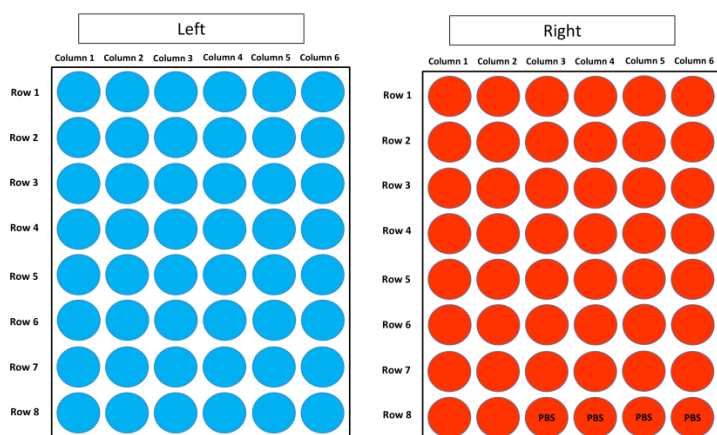 Left
Column 1 Column 2 Column 3 Column 4 Column 5 Column 6
Row 1
Row 2
Row 3
Row 4
Row 5
Row 6
Row 7
Row 8
Right
Column 1 Column 2 Column 3 Column 4 Column 5 Column 6
Row 1
Row 2
Row 3
Row 4
Row 5
Row 6
Row 7
Row 8 PBS PBS PBS PBS